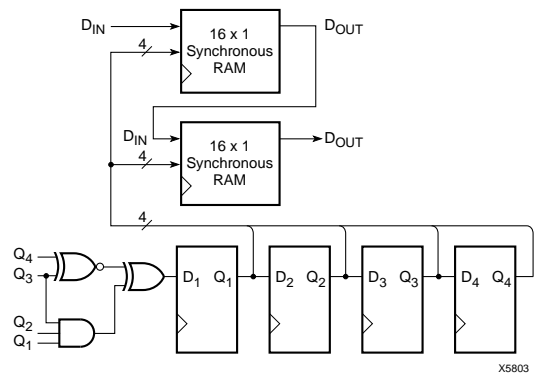 DIN
16 x 1
Synchronous
RAM
DOUT
4
DIN
16 x 1
Synchronous
RAM
DOUT
4
4
Q4
Q3
Q2
Q1
D1 Q1
D2 Q2
D3 Q3
D4 Q4
X5803